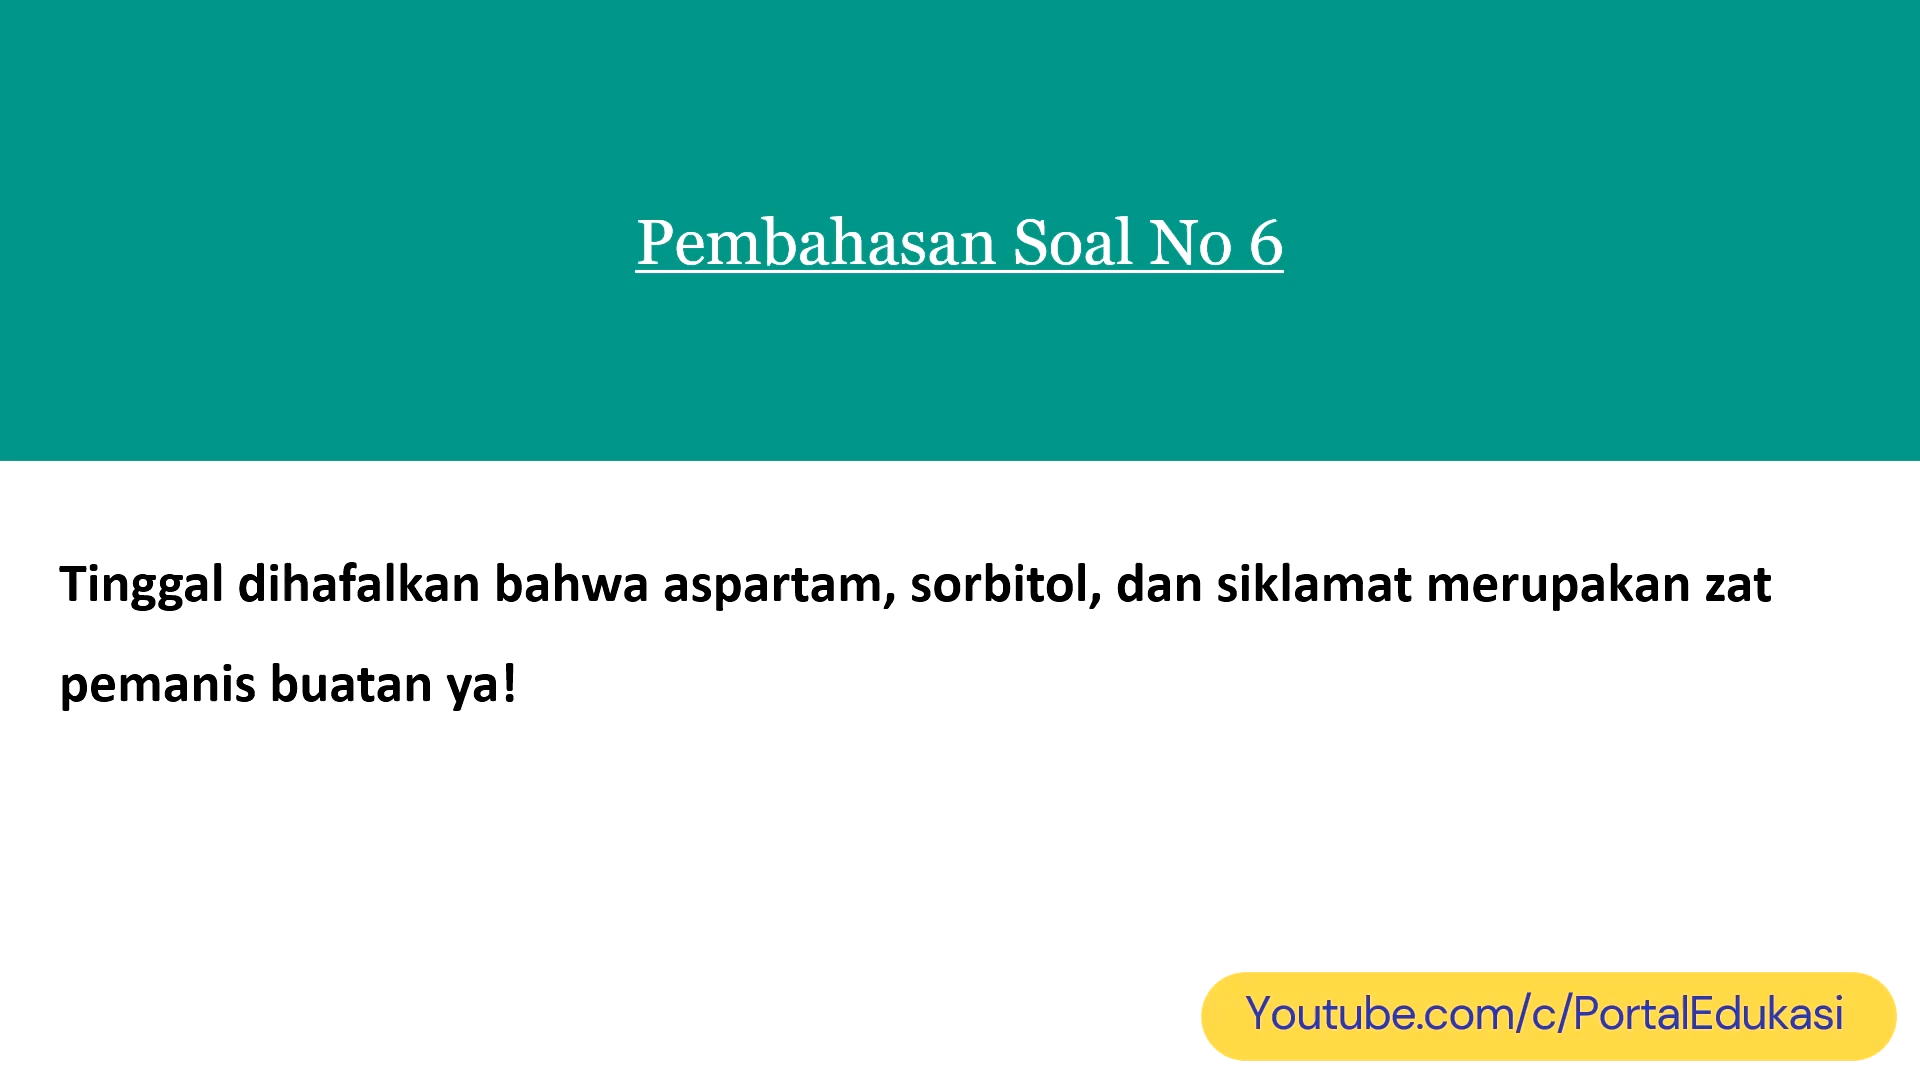 Pembahasan Soal No 6
Tinggal dihafalkan bahwa aspartam, sorbitol, dan siklamat merupakan zat
pemanis buatan ya!
Youtube.com/c/PortalEdukasi